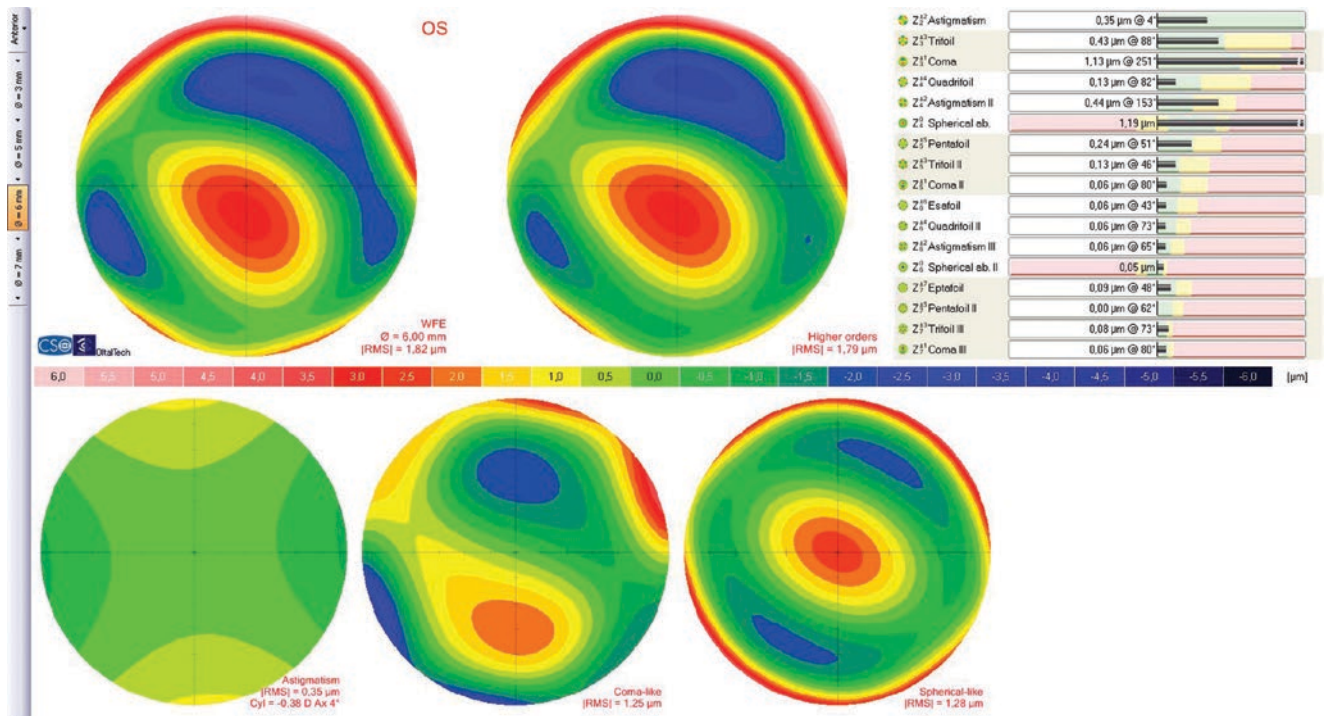 Anterior
Ø = 3 mm
Ø = 5 mm
Ø = 6 mm
Ø = 7 mm
OS
WFE
Ø = 6,00 mm
|RMS| = 1,82 µm
Higher orders
|RMS| = 1,79 µm
CSO
Astigmatism 0,35 µm @ 4°
Trifoil 0,43 µm @ 88°
Coma 1,13 µm @ 251°
Quadrifoil 0,13 µm @ 82°
Astigmatism II 0,44 µm @ 153°
Spherical ab. 1,19 µm
Pentafoil 0,24 µm @ 51°
Trifoil II 0,13 µm @ 46°
Coma II 0,06 µm @ 80°
Esafoil 0,06 µm @ 43°
Quadrifoil II 0,06 µm @ 73°
Astigmatism III 0,06 µm @ 65°
Spherical ab. II 0,05 µm
Eptafoil 0,09 µm @ 48°
Pentafoil II 0,00 µm @ 62°
Trifoil III 0,08 µm @ 73°
Coma III 0,06 µm @ 80°
6,0 5,5 5,0 4,5 4,0 3,5 3,0 2,5 2,0 1,5 1,0 0,5 0,0 -0,5 -1,0 -1,5 -2,0 -2,5 -3,0 -3,5 -4,0 -4,5 -5,0 -5,5 -6,0 [µm]
Astigmatism
|RMS| = 0,35 µm
Cyl = -0.38 D Ax 4°
Coma-like
|RMS| = 1,25 µm
Spherical-like
|RMS| = 1,28 µm